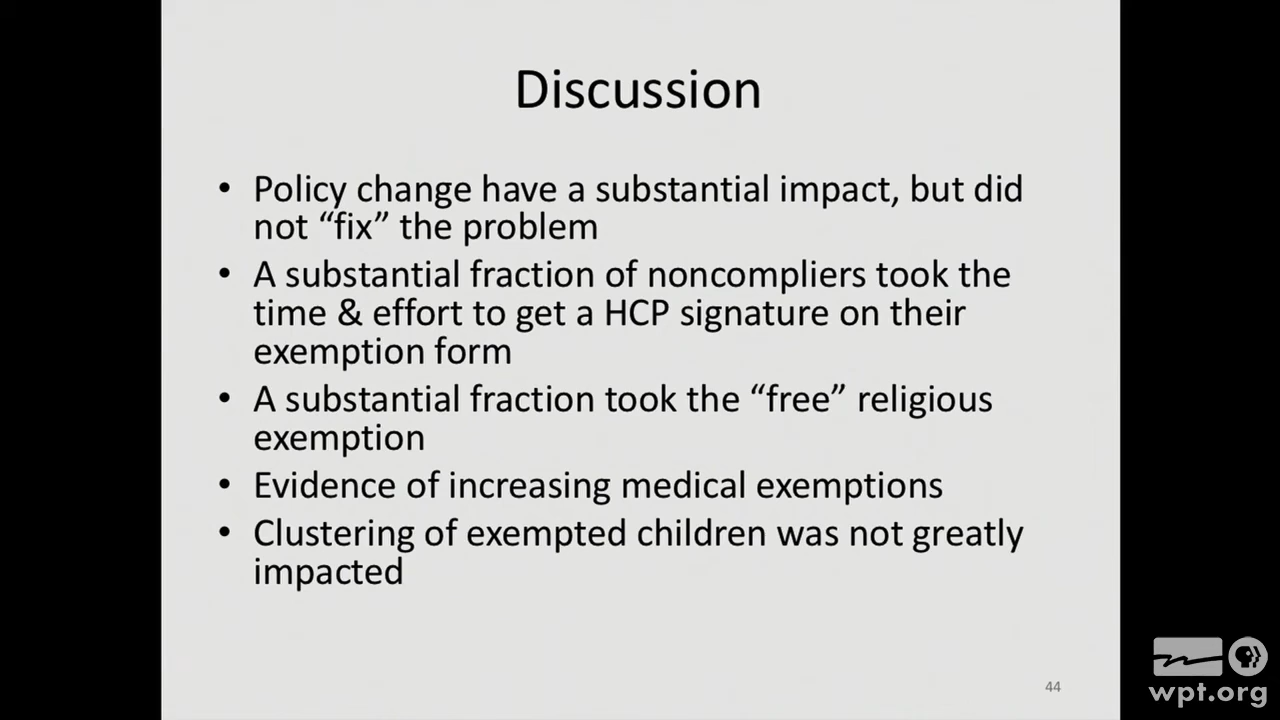 Discussion
• Policy change have a substantial impact, but did
not “fix” the problem
• A substantial fraction of noncompliers took the
time & effort to get a HCP signature on their
exemption form
• A substantial fraction took the “free” religious
exemption
• Evidence of increasing medical exemptions
• Clustering of exempted children was not greatly
impacted
44
wpt.org